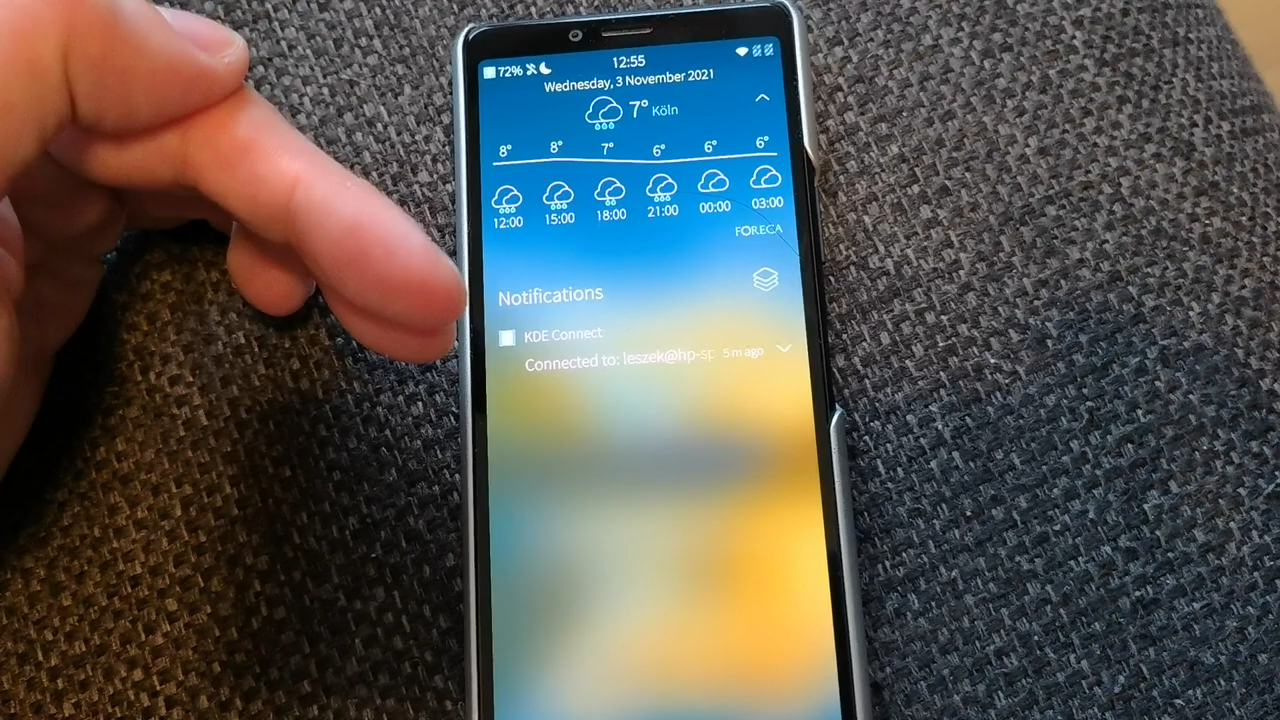 72% 12:55
Wednesday, 3 November 2021
7° Köln
8° 8° 7° 6° 6° 6°
12:00 15:00 18:00 21:00 00:00 03:00
FORECA
Notifications
KDE Connect
Connected to: leszek@hp-sp 5 m ago